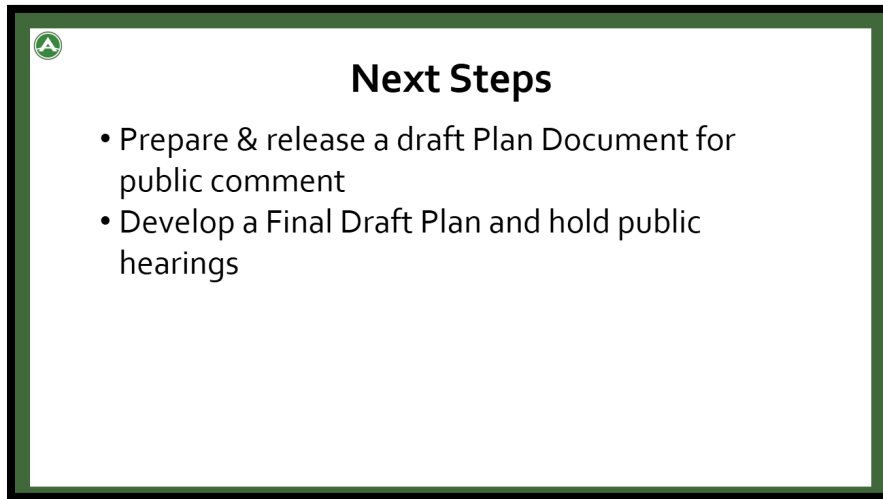 Next Steps
• Prepare & release a draft Plan Document for
public comment
• Develop a Final Draft Plan and hold public
hearings